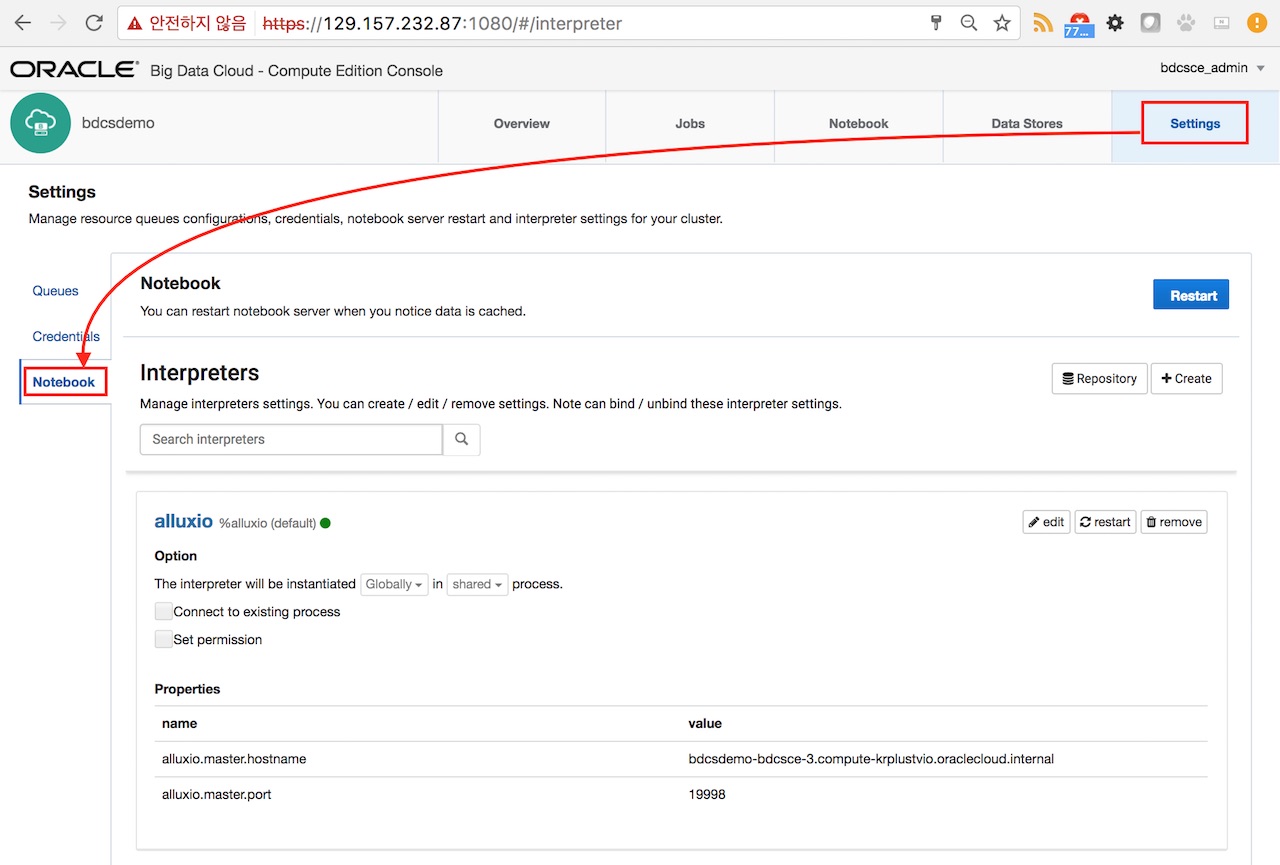 안전하지 않음 https://129.157.232.87:1080/#/interpreter
77...
ORACLE Big Data Cloud - Compute Edition Console bdcsce_admin
bdcsdemo Overview Jobs Notebook Data Stores Settings
Settings
Manage resource queues configurations, credentials, notebook server restart and interpreter settings for your cluster.
Queues
Credentials
Notebook
Notebook
You can restart notebook server when you notice data is cached.
Restart
Interpreters
Repository Create
Manage interpreters settings. You can create / edit / remove settings. Note can bind / unbind these interpreter settings.
Search interpreters
alluxio %alluxio (default)
edit restart remove
Option
The interpreter will be instantiated Globally in shared process.
Connect to existing process
Set permission
Properties
name value
alluxio.master.hostname bdcsdemo-bdcsce-3.compute-krplustvio.oraclecloud.internal
alluxio.master.port 19998